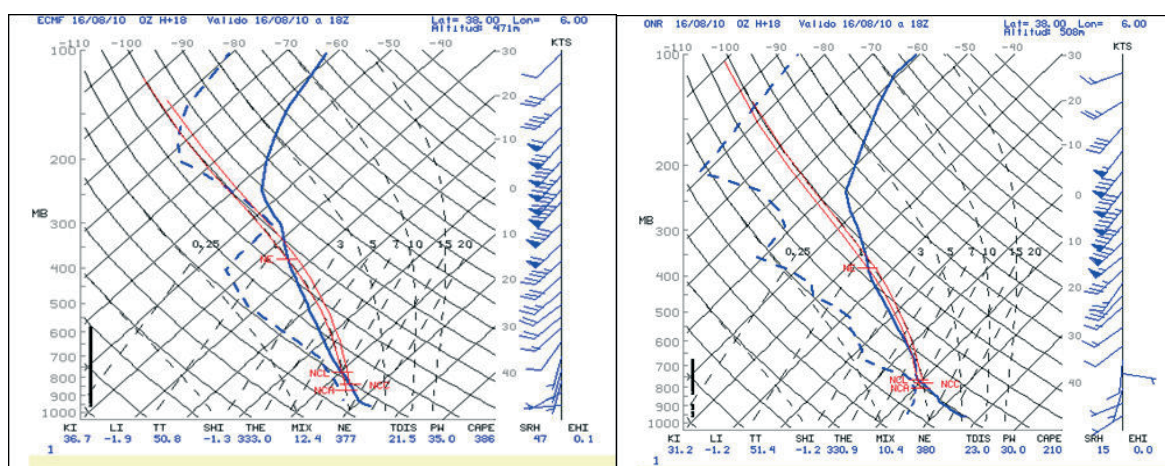 ECMF 16/08/10 0Z H+18 Valido 16/08/10 a 18Z Lat= 38.00 Lon= 6.00
Altitud= 471m
-110 -90 -80 -70 -60 -50 -40 -30 KTS
100
-20
-10
200
0
MB
300
10
0.25 1 3 5 7 10 15 20
NE
400
20
500
30
600
700
NCL
800
40
NCC
NCA
900
1000
KI LI TT SHI THE MIX NE TDIS PW CAPE SRH EHI
36.7 -1.9 50.8 -1.3 333.0 12.4 377 21.5 35.0 386 47 0.1
1
ONR 16/08/10 0Z H+18 Valido 16/08/10 a 18Z Lat= 38.00 Lon= 6.00
Altitud= 508m
-110 -90 -80 -70 -60 -50 -40 KTS
100
-30
-20
-10
200
0
MB
300
10
0.25 1 3 5 7 10 15 20
NE
400
20
500
30
600
700
NCL NCC
NCA
800
40
900
1000
KI LI TT SHI THE MIX NE TDIS PW CAPE SRH EHI
31.2 -1.2 51.4 -1.2 330.9 10.4 380 23.0 30.0 210 15 0.0
1